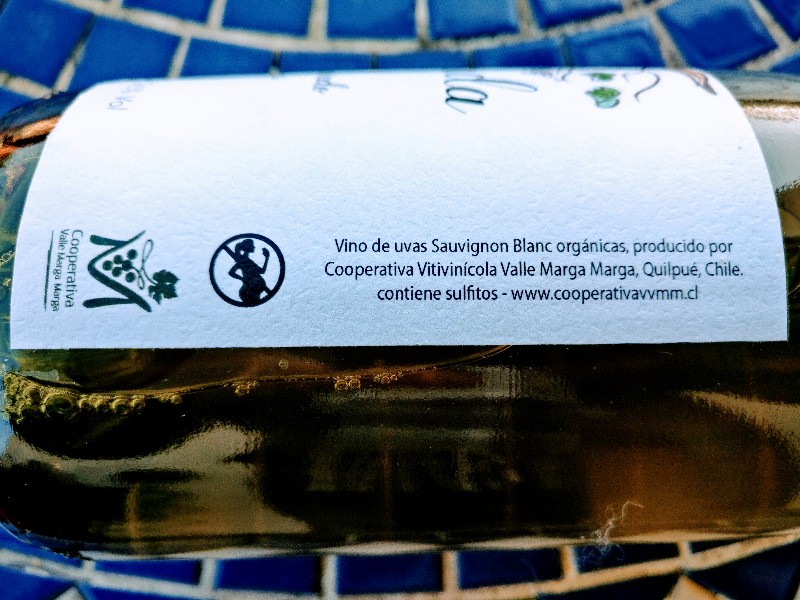 Vino de uvas Sauvignon Blanc orgánicas, producido por
Cooperativa Vitivinícola Valle Marga Marga, Quilpué, Chile.
contiene sulfitos - www.cooperativavvmm.cl
Cooperativa
Valle Marga Marga
Vol